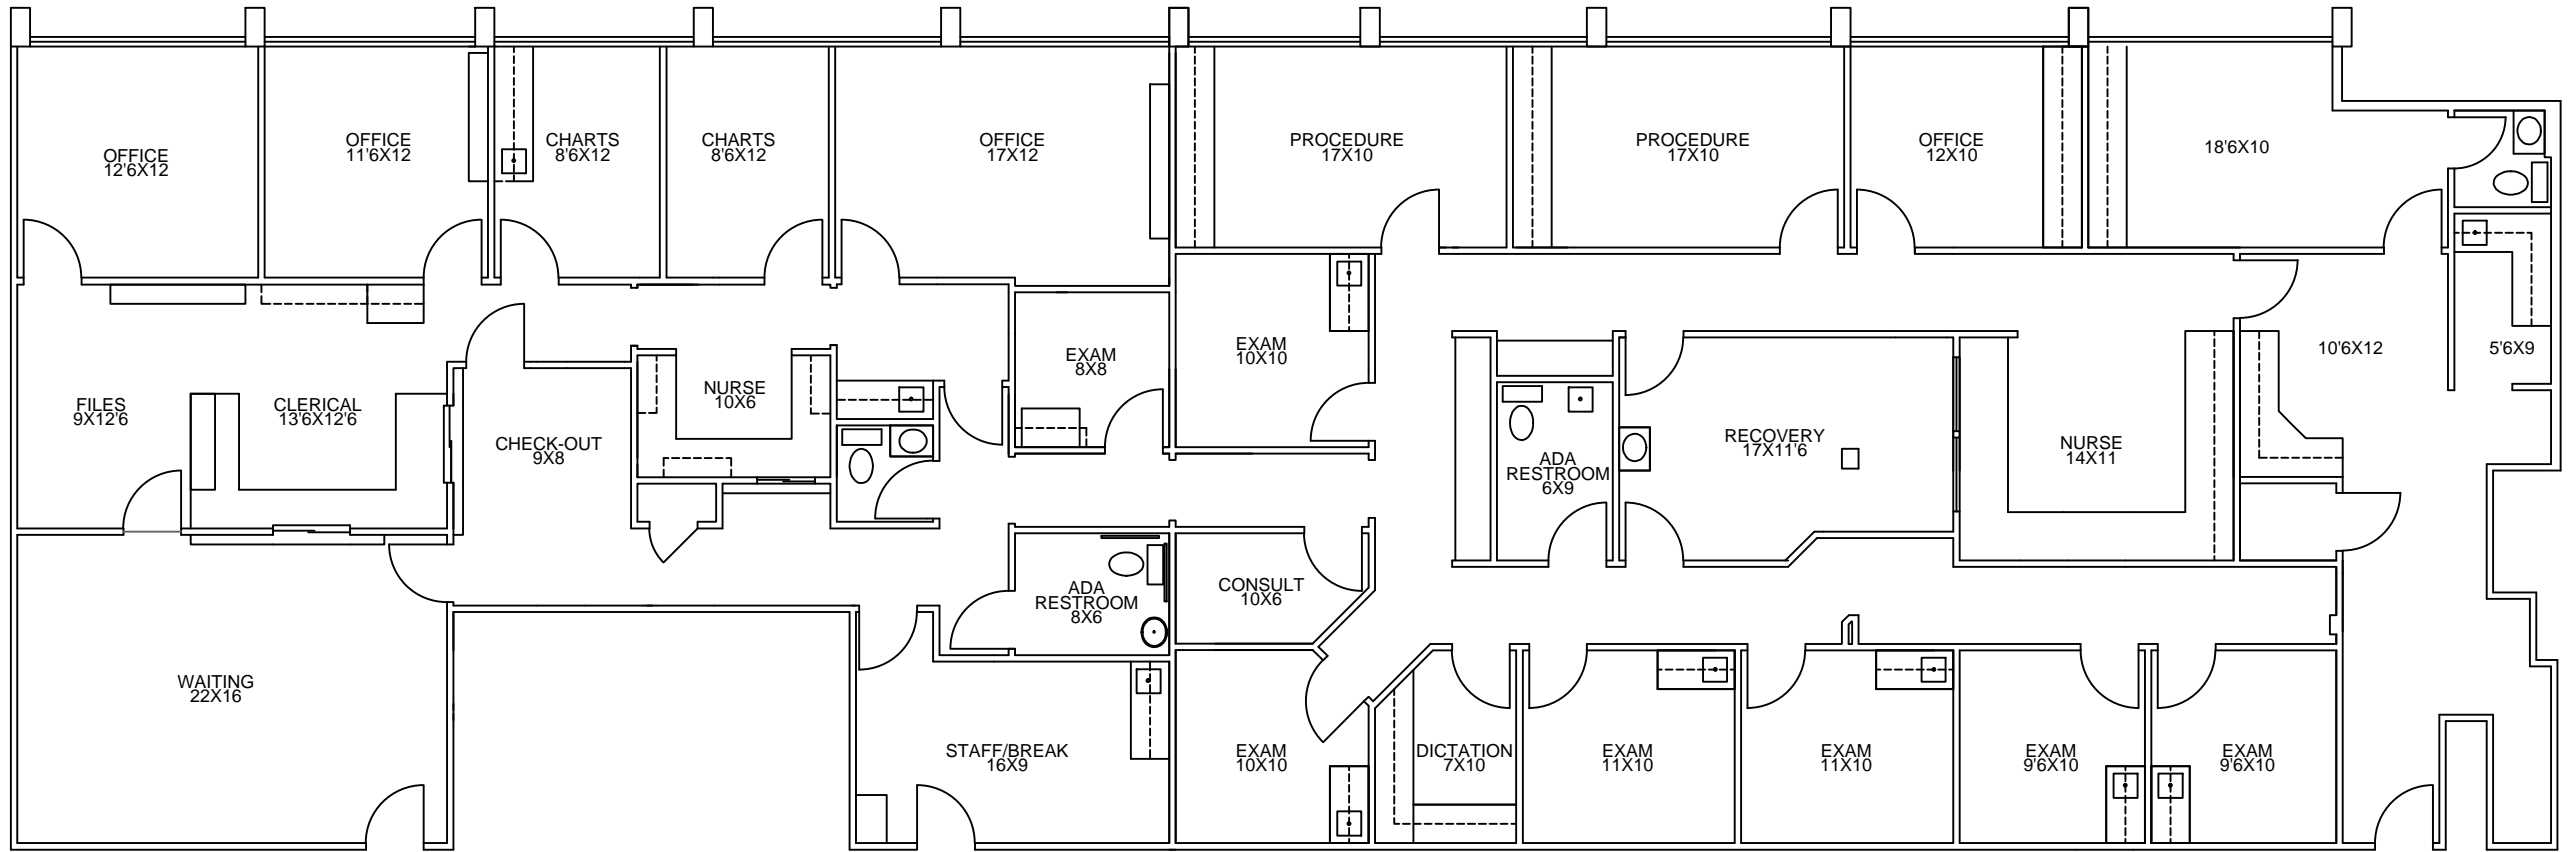 OFFICE
12'6X12
OFFICE
11'6X12
CHARTS
8'6X12
CHARTS
8'6X12
OFFICE
17X12
PROCEDURE
17X10
PROCEDURE
17X10
OFFICE
12X10
18'6X10
FILES
9X12'6
CLERICAL
13'6X12'6
CHECK-OUT
9X8
NURSE
10X6
EXAM
8X8
EXAM
10X10
ADA
RESTROOM
6X9
RECOVERY
17X11'6
NURSE
14X11
10'6X12
5'6X9
WAITING
22X16
ADA
RESTROOM
8X6
CONSULT
10X6
STAFF/BREAK
16X9
EXAM
10X10
DICTATION
7X10
EXAM
11X10
EXAM
11X10
EXAM
9'6X10
EXAM
9'6X10